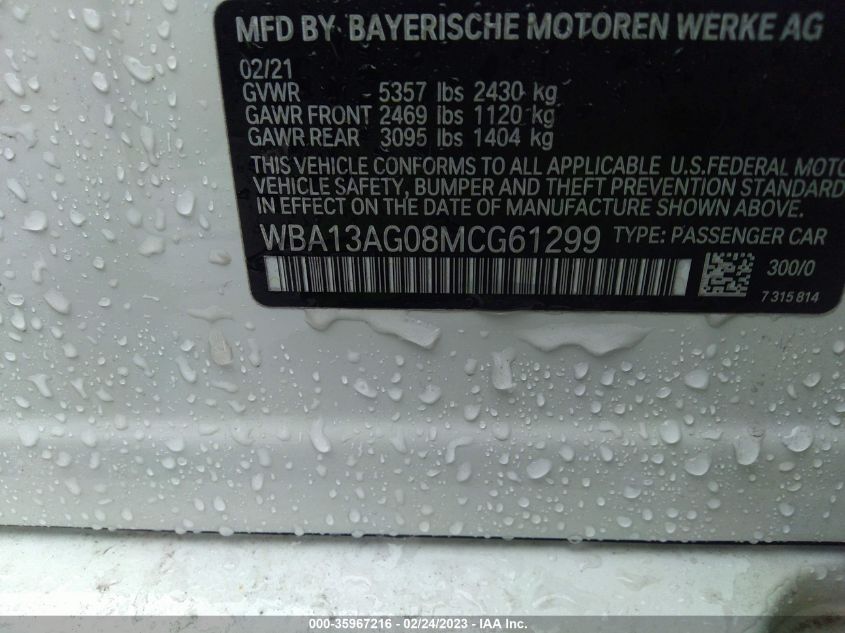 MFD BY BAYERISCHE MOTOREN WERKE AG
02/21
GVWR 5357 lbs 2430 kg
GAWR FRONT 2469 lbs 1120 kg
GAWR REAR 3095 lbs 1404 kg
THIS VEHICLE CONFORMS TO ALL APPLICABLE U.S.FEDERAL MOTO
VEHICLE SAFETY, BUMPER AND THEFT PREVENTION STANDARD
IN EFFECT ON THE DATE OF MANUFACTURE SHOWN ABOVE.
WBA13AG08MCG61299 TYPE: PASSENGER CAR
300/0
7 315 814
000-35967216 - 02/24/2023 - IAA Inc.